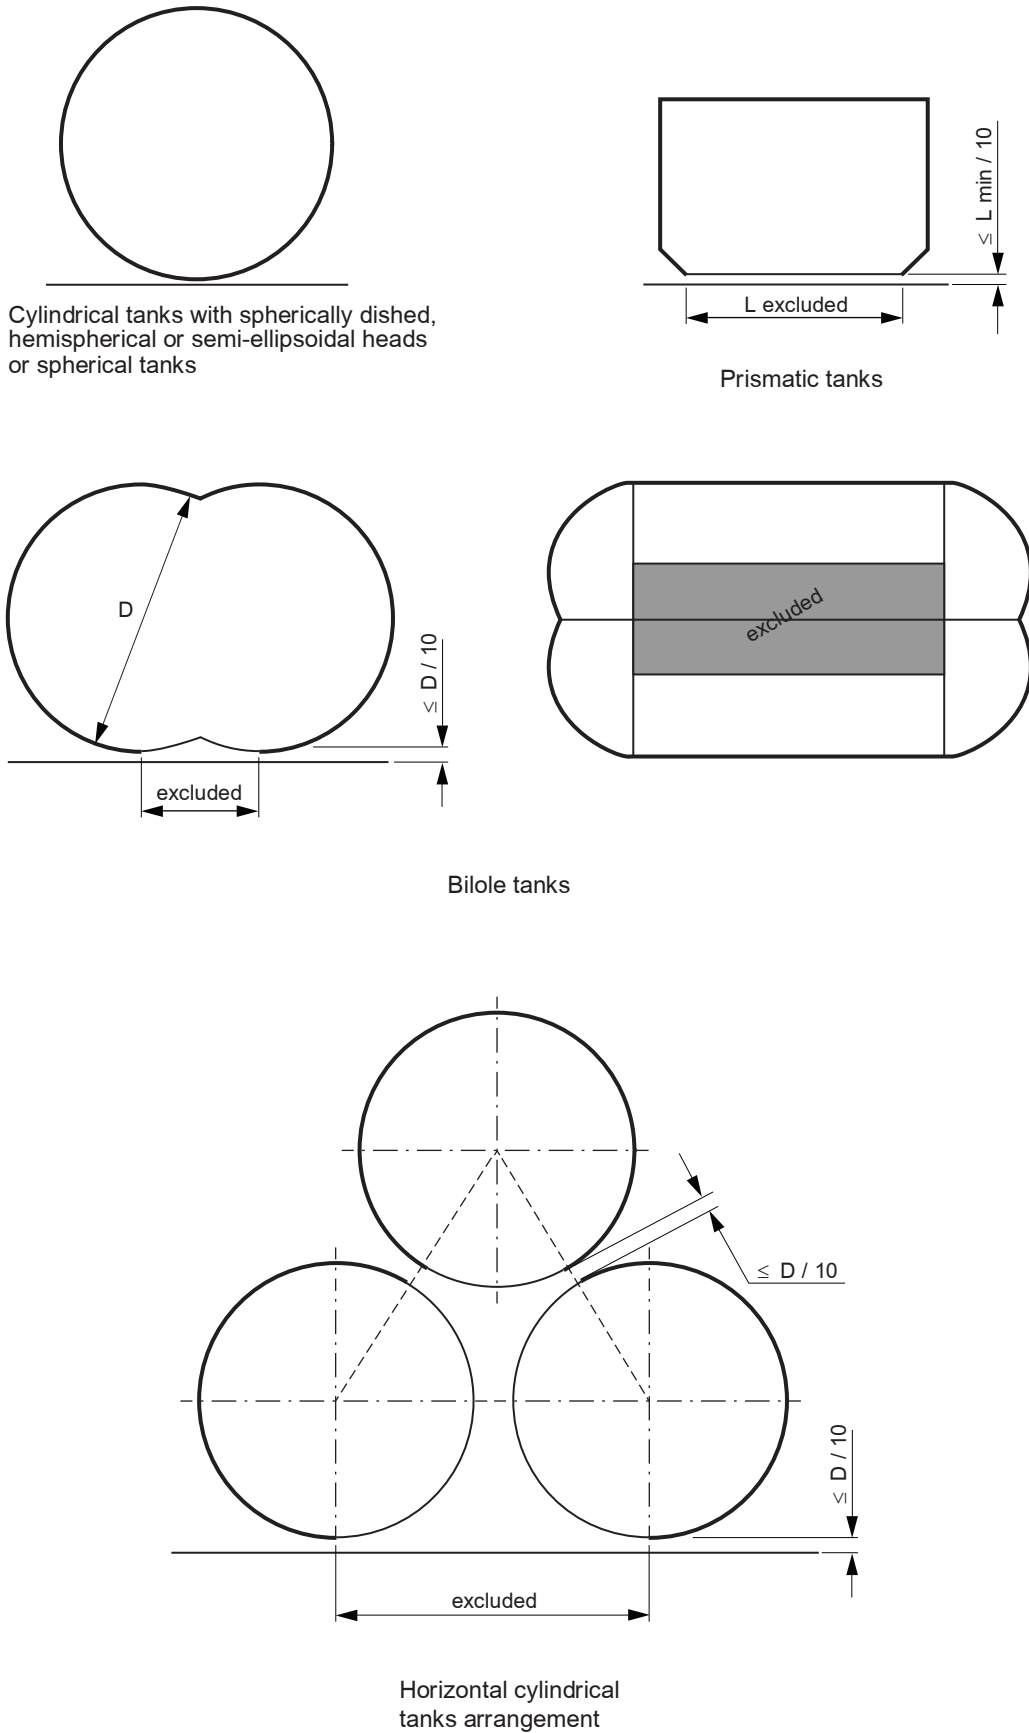 ≤ L min / 10
L excluded
Cylindrical tanks with spherically dished,
hemispherical or semi-ellipsoidal heads
or spherical tanks
Prismatic tanks
D
≤ D / 10
excluded
excluded
Bilole tanks
≤ D / 10
≤ D / 10
excluded
Horizontal cylindrical
tanks arrangement